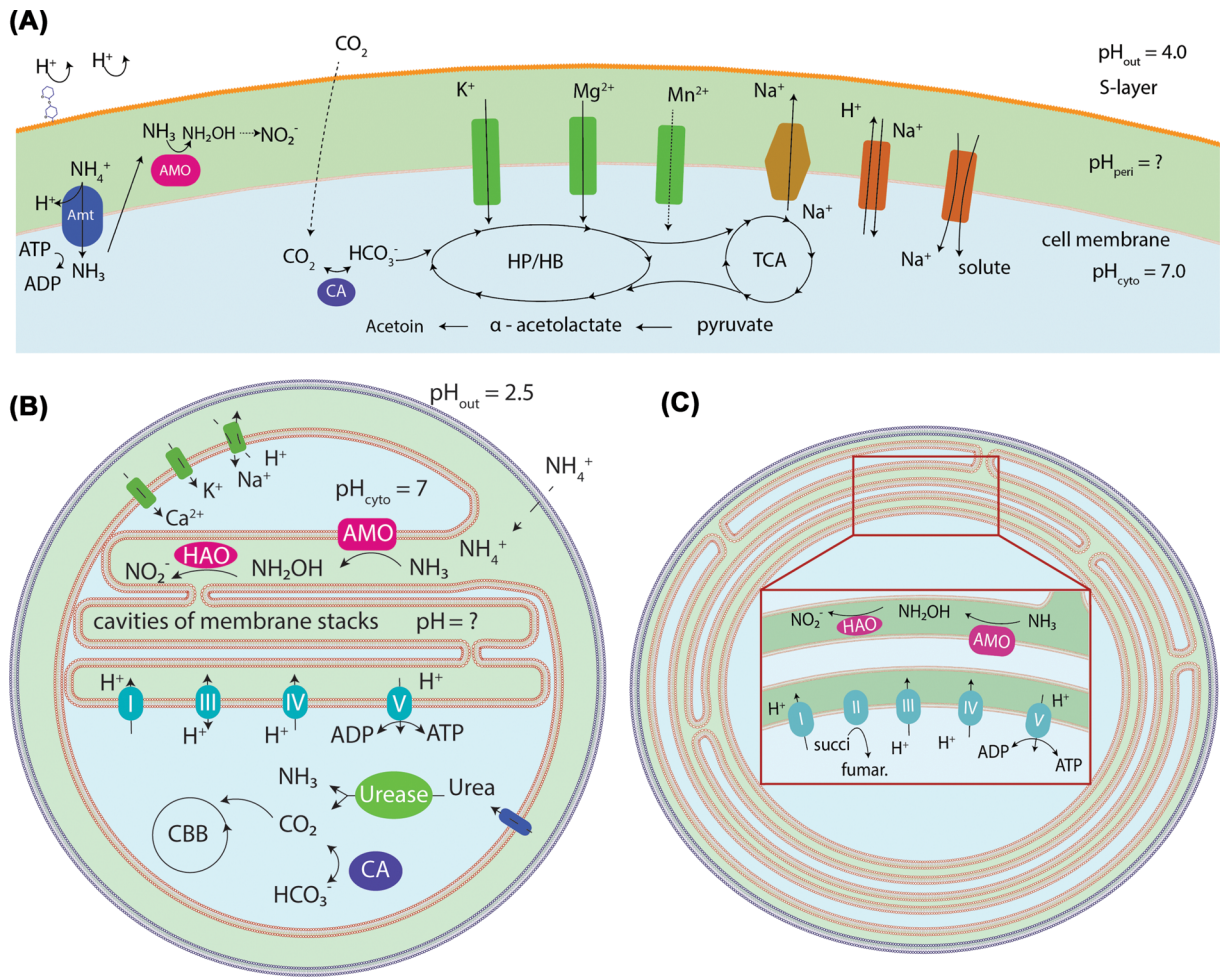 (A)
H⁺
H⁺
CO₂
pHₒᵤₜ = 4.0
S-layer
K⁺
Mg²⁺
Mn²⁺
Na⁺
H⁺
Na⁺
NH₃
NH₂OH
NO₂⁻
AMO
NH₄⁺
H⁺
Amt
pHₚₑᵣᵢ = ?
ATP
ADP
NH₃
CO₂
HCO₃⁻
CA
HP/HB
TCA
Na⁺
Na⁺
solute
cell membrane
pH_cyto = 7.0
Acetoin
α - acetolactate
pyruvate
(B)
pHₒᵤₜ = 2.5
H⁺
Na⁺
K⁺
Ca²⁺
pH_cyto = 7
NH₄⁺
NH₄⁺
AMO
HAO
NO₂⁻
NH₂OH
NH₃
cavities of membrane stacks
pH = ?
H⁺
I
III
H⁺
IV
H⁺
V
H⁺
ADP
ATP
NH₃
Urease
Urea
CBB
CO₂
CA
HCO₃⁻
(C)
NO₂⁻
HAO
NH₂OH
AMO
NH₃
H⁺
I
II
III
IV
V
H⁺
succi
fumar.
H⁺
H⁺
ADP
ATP